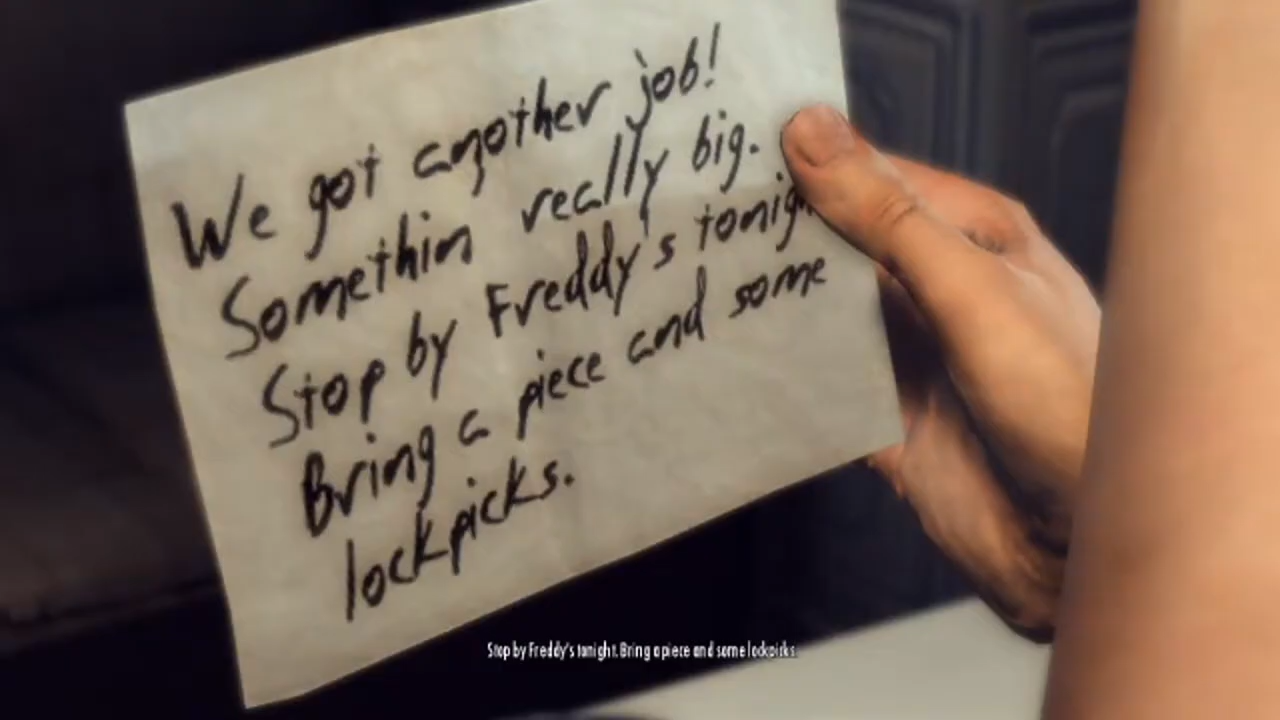 We got another job!
Somethin really big.
Stop by Freddy's tonig
Bring a piece and some
lockpicks.
Stop by Freddy's tonight. Bring a piece and some lockpicks.